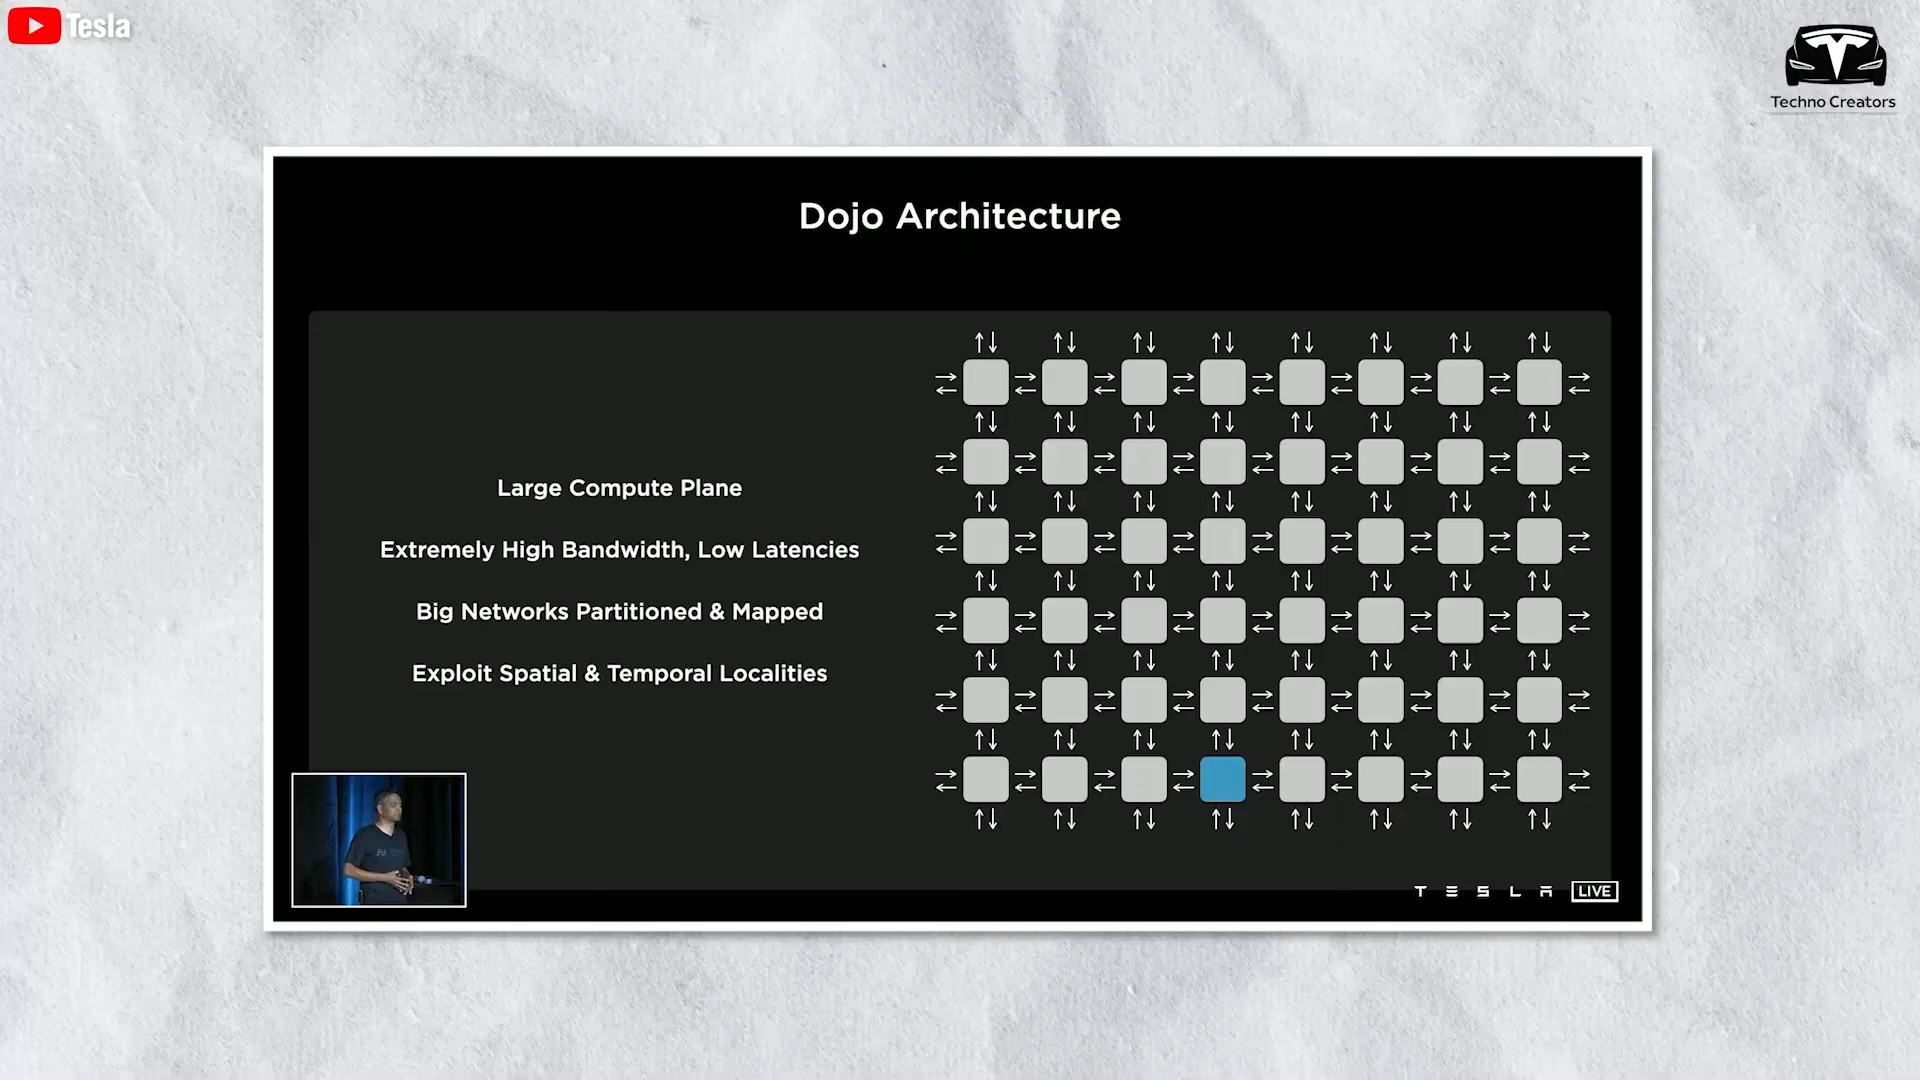 Tesla
Techno Creators
Dojo Architecture
Large Compute Plane
Extremely High Bandwidth, Low Latencies
Big Networks Partitioned & Mapped
Exploit Spatial & Temporal Localities
TESLA LIVE